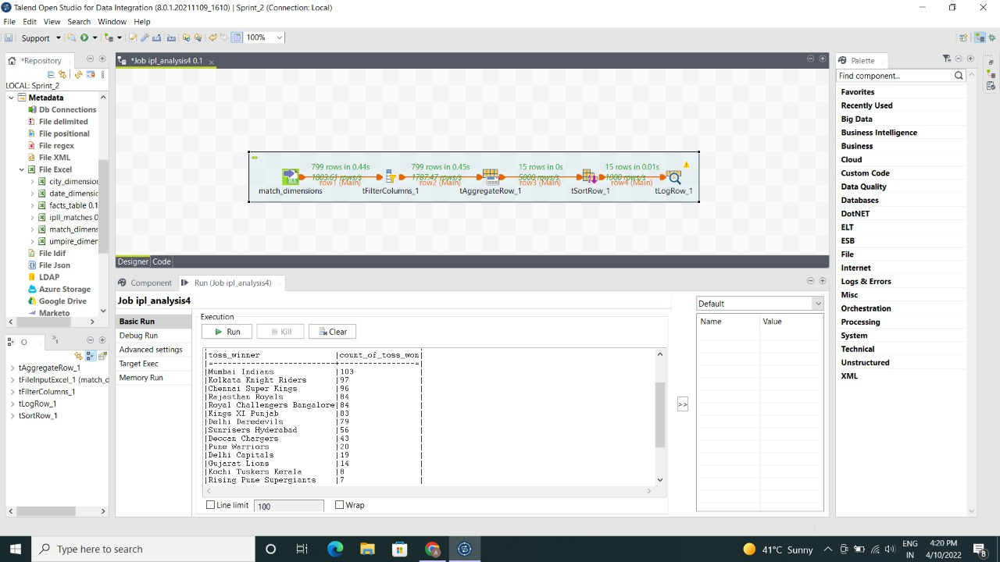 Talend Open Studio for Data Integration (8.0.1.20211109_1610) | Sprint_2 (Connection: Local)
File Edit View Search Window Help
Support 100%
*Repository
LOCAL: Sprint_2
Metadata
Db Connections
File delimited
File positional
File regex
File XML
File Excel
city_dimension
date_dimensic
facts_table 0.1
ipll_matches 0
match_dimens
umpire_dimer
File ldif
File Json
LDAP
Azure Storage
Google Drive
Marketo
O
tAggregateRow_1
tFileInputExcel_1 (match_d
tFilterColumns_1
tLogRow_1
tSortRow_1
*Job ipl_analysis4 0.1
799 rows in 0.44s 799 rows in 0.45s 15 rows in 0s 15 rows in 0.01s
1803.61 rows/s 1787.47 rows/s 5000 rows/s 1000 rows/s
row1 (Main) row2 (Main) row3 (Main) row4 (Main)
match_dimensions tFilterColumns_1 tAggregateRow_1 tSortRow_1 tLogRow_1
Designer Code
Component Run (Job ipl_analysis4)
Job ipl_analysis4
Basic Run
Debug Run
Advanced settings
Target Exec
Memory Run
Execution
Run Kill Clear
|toss_winner |count_of_toss_won|
|=---------------------------+-----------------=|
|Mumbai Indians |103 |
|Kolkata Knight Riders |97 |
|Chennai Super Kings |96 |
|Rajasthan Royals |84 |
|Royal Challengers Bangalore|84 |
|Kings XI Punjab |83 |
|Delhi Daredevils |79 |
|Sunrisers Hyderabad |56 |
|Deccan Chargers |43 |
|Pune Warriors |20 |
|Delhi Capitals |19 |
|Gujarat Lions |14 |
|Kochi Tuskers Kerala |8 |
|Rising Pune Supergiants |7 |
Line limit 100 Wrap
>>
Default
Name Value
Palette
Find component...
Favorites
Recently Used
Big Data
Business Intelligence
Business
Cloud
Custom Code
Data Quality
Databases
DotNET
ELT
ESB
File
Internet
Logs & Errors
Misc
Orchestration
Processing
System
Technical
Unstructured
XML
Type here to search
41°C Sunny
ENG
IN
4:20 PM
4/10/2022
8